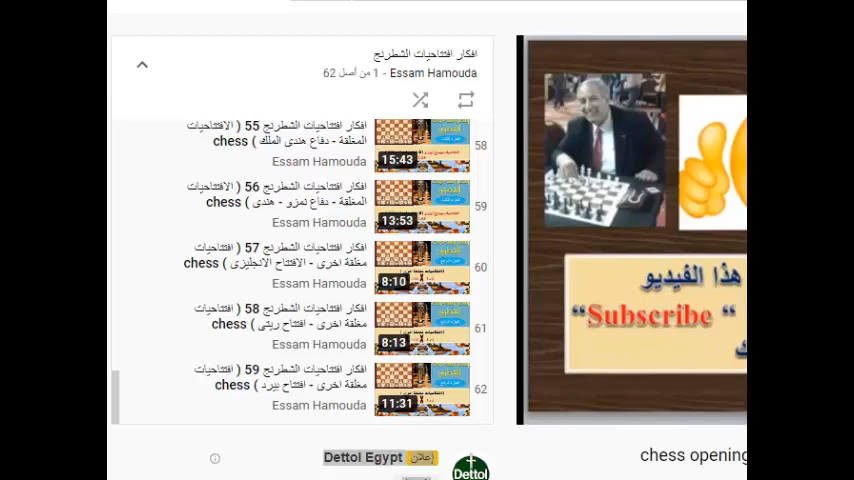 افكار افتتاحيات الشطرنج
Essam Hamouda - 1 من أصل 62
58
افكار افتتاحيات الشطرنج 55 ( الافتتاحيات
المغلقة - دفاع هندى الملك ) chess
Essam Hamouda
15:43
59
افكار افتتاحيات الشطرنج 56 ( الافتتاحيات
المغلقة - دفاع نمزو - هندى ) chess
Essam Hamouda
13:53
60
افكار افتتاحيات الشطرنج 57 ( افتتاحيات
مغلقة اخرى - الافتتاح الانجليزى ) chess
Essam Hamouda
8:10
61
افكار افتتاحيات الشطرنج 58 ( افتتاحيات
مغلقة اخرى - افتتاح ريتى ) chess
Essam Hamouda
8:13
62
افكار افتتاحيات الشطرنج 59 ( افتتاحيات
مغلقة اخرى - افتتاح بيرد ) chess
Essam Hamouda
11:31
هذا الفيديو
“ Subscribe “
chess opening
إعلان Dettol Egypt
Dettol